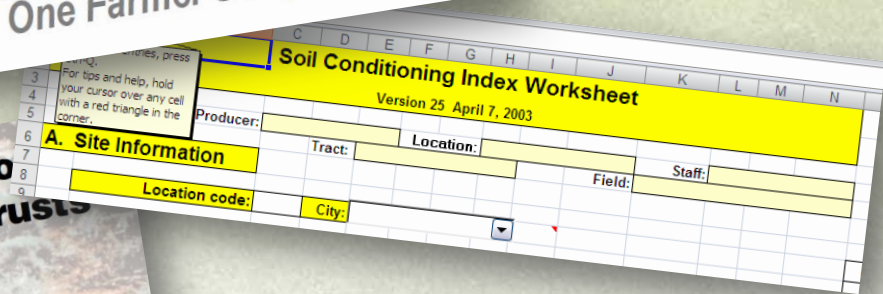 One Farmer
C D E F G H I J K L M N
Soil Conditioning Index Worksheet
Version 25 April 7, 2003
press
For tips and help, hold
your cursor over any cell
with a red triangle in the
corner.
3
4
5
6
7
8
9
Producer:
Location:
Staff:
A. Site Information
Tract:
Field:
Location code:
City: